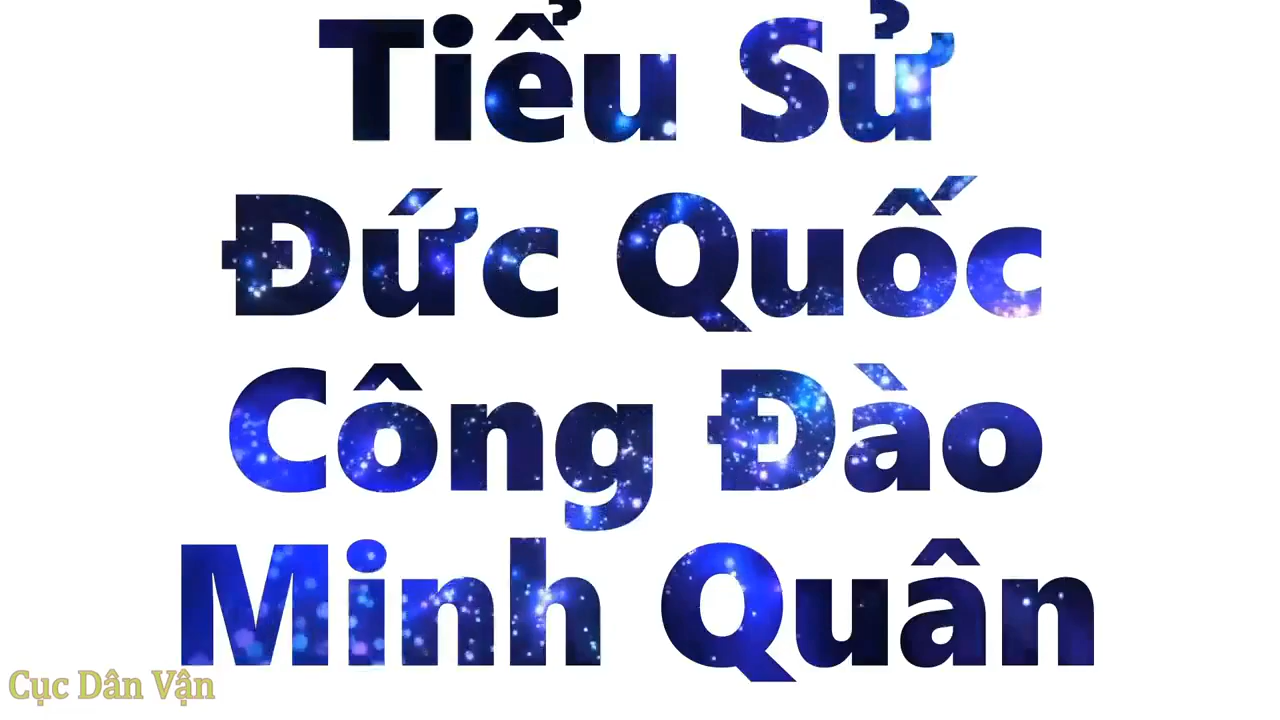 Tiểu Sử
Đức Quốc
Công Đào
Minh Quân
Cục Dân Vận